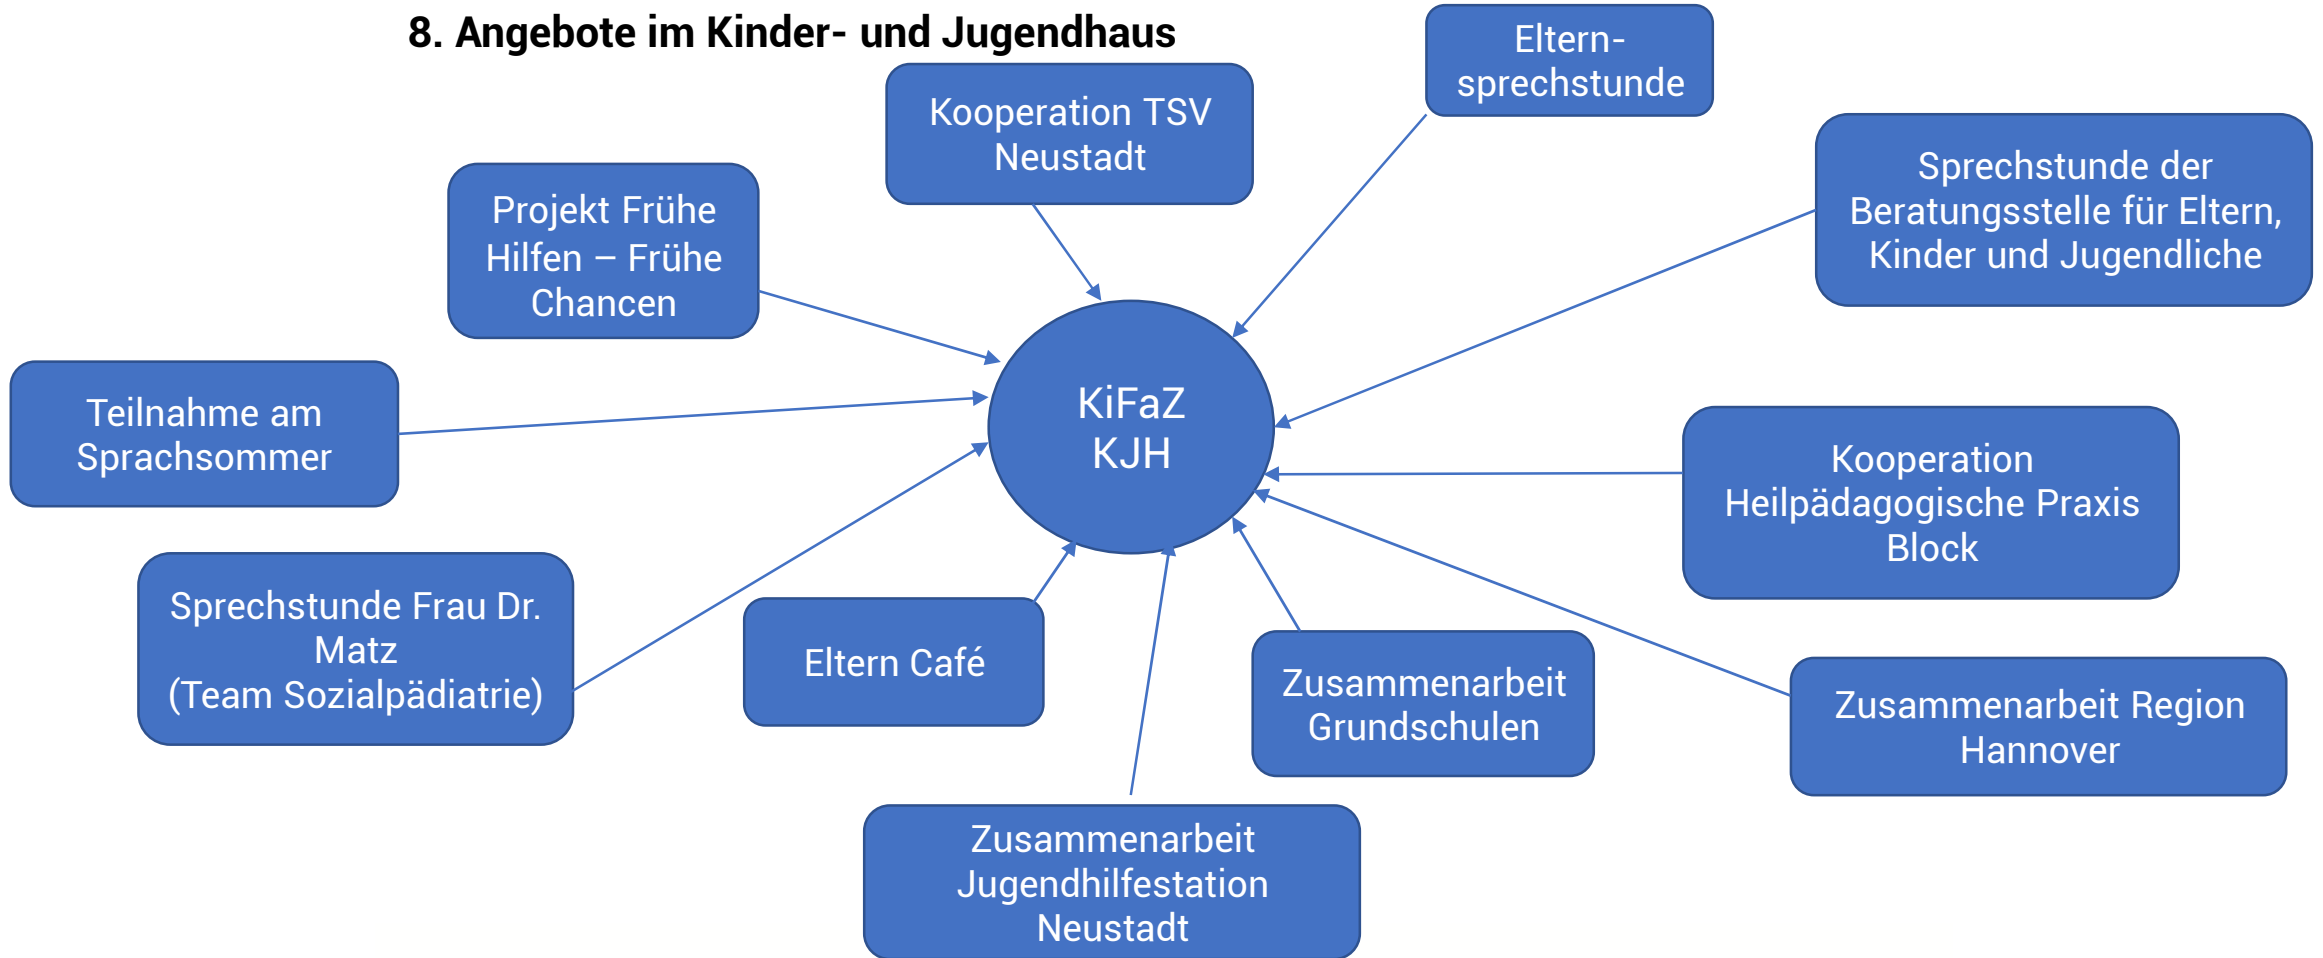 8. Angebote im Kinder- und Jugendhaus
Eltern-
sprechstunde
Kooperation TSV
Neustadt
Sprechstunde der
Beratungsstelle für Eltern,
Kinder und Jugendliche
Projekt Frühe
Hilfen – Frühe
Chancen
Teilnahme am
Sprachsommer
KiFaZ
KJH
Kooperation
Heilpädagogische Praxis
Block
Sprechstunde Frau Dr.
Matz
(Team Sozialpädiatrie)
Eltern Café
Zusammenarbeit
Grundschulen
Zusammenarbeit Region
Hannover
Zusammenarbeit
Jugendhilfestation
Neustadt